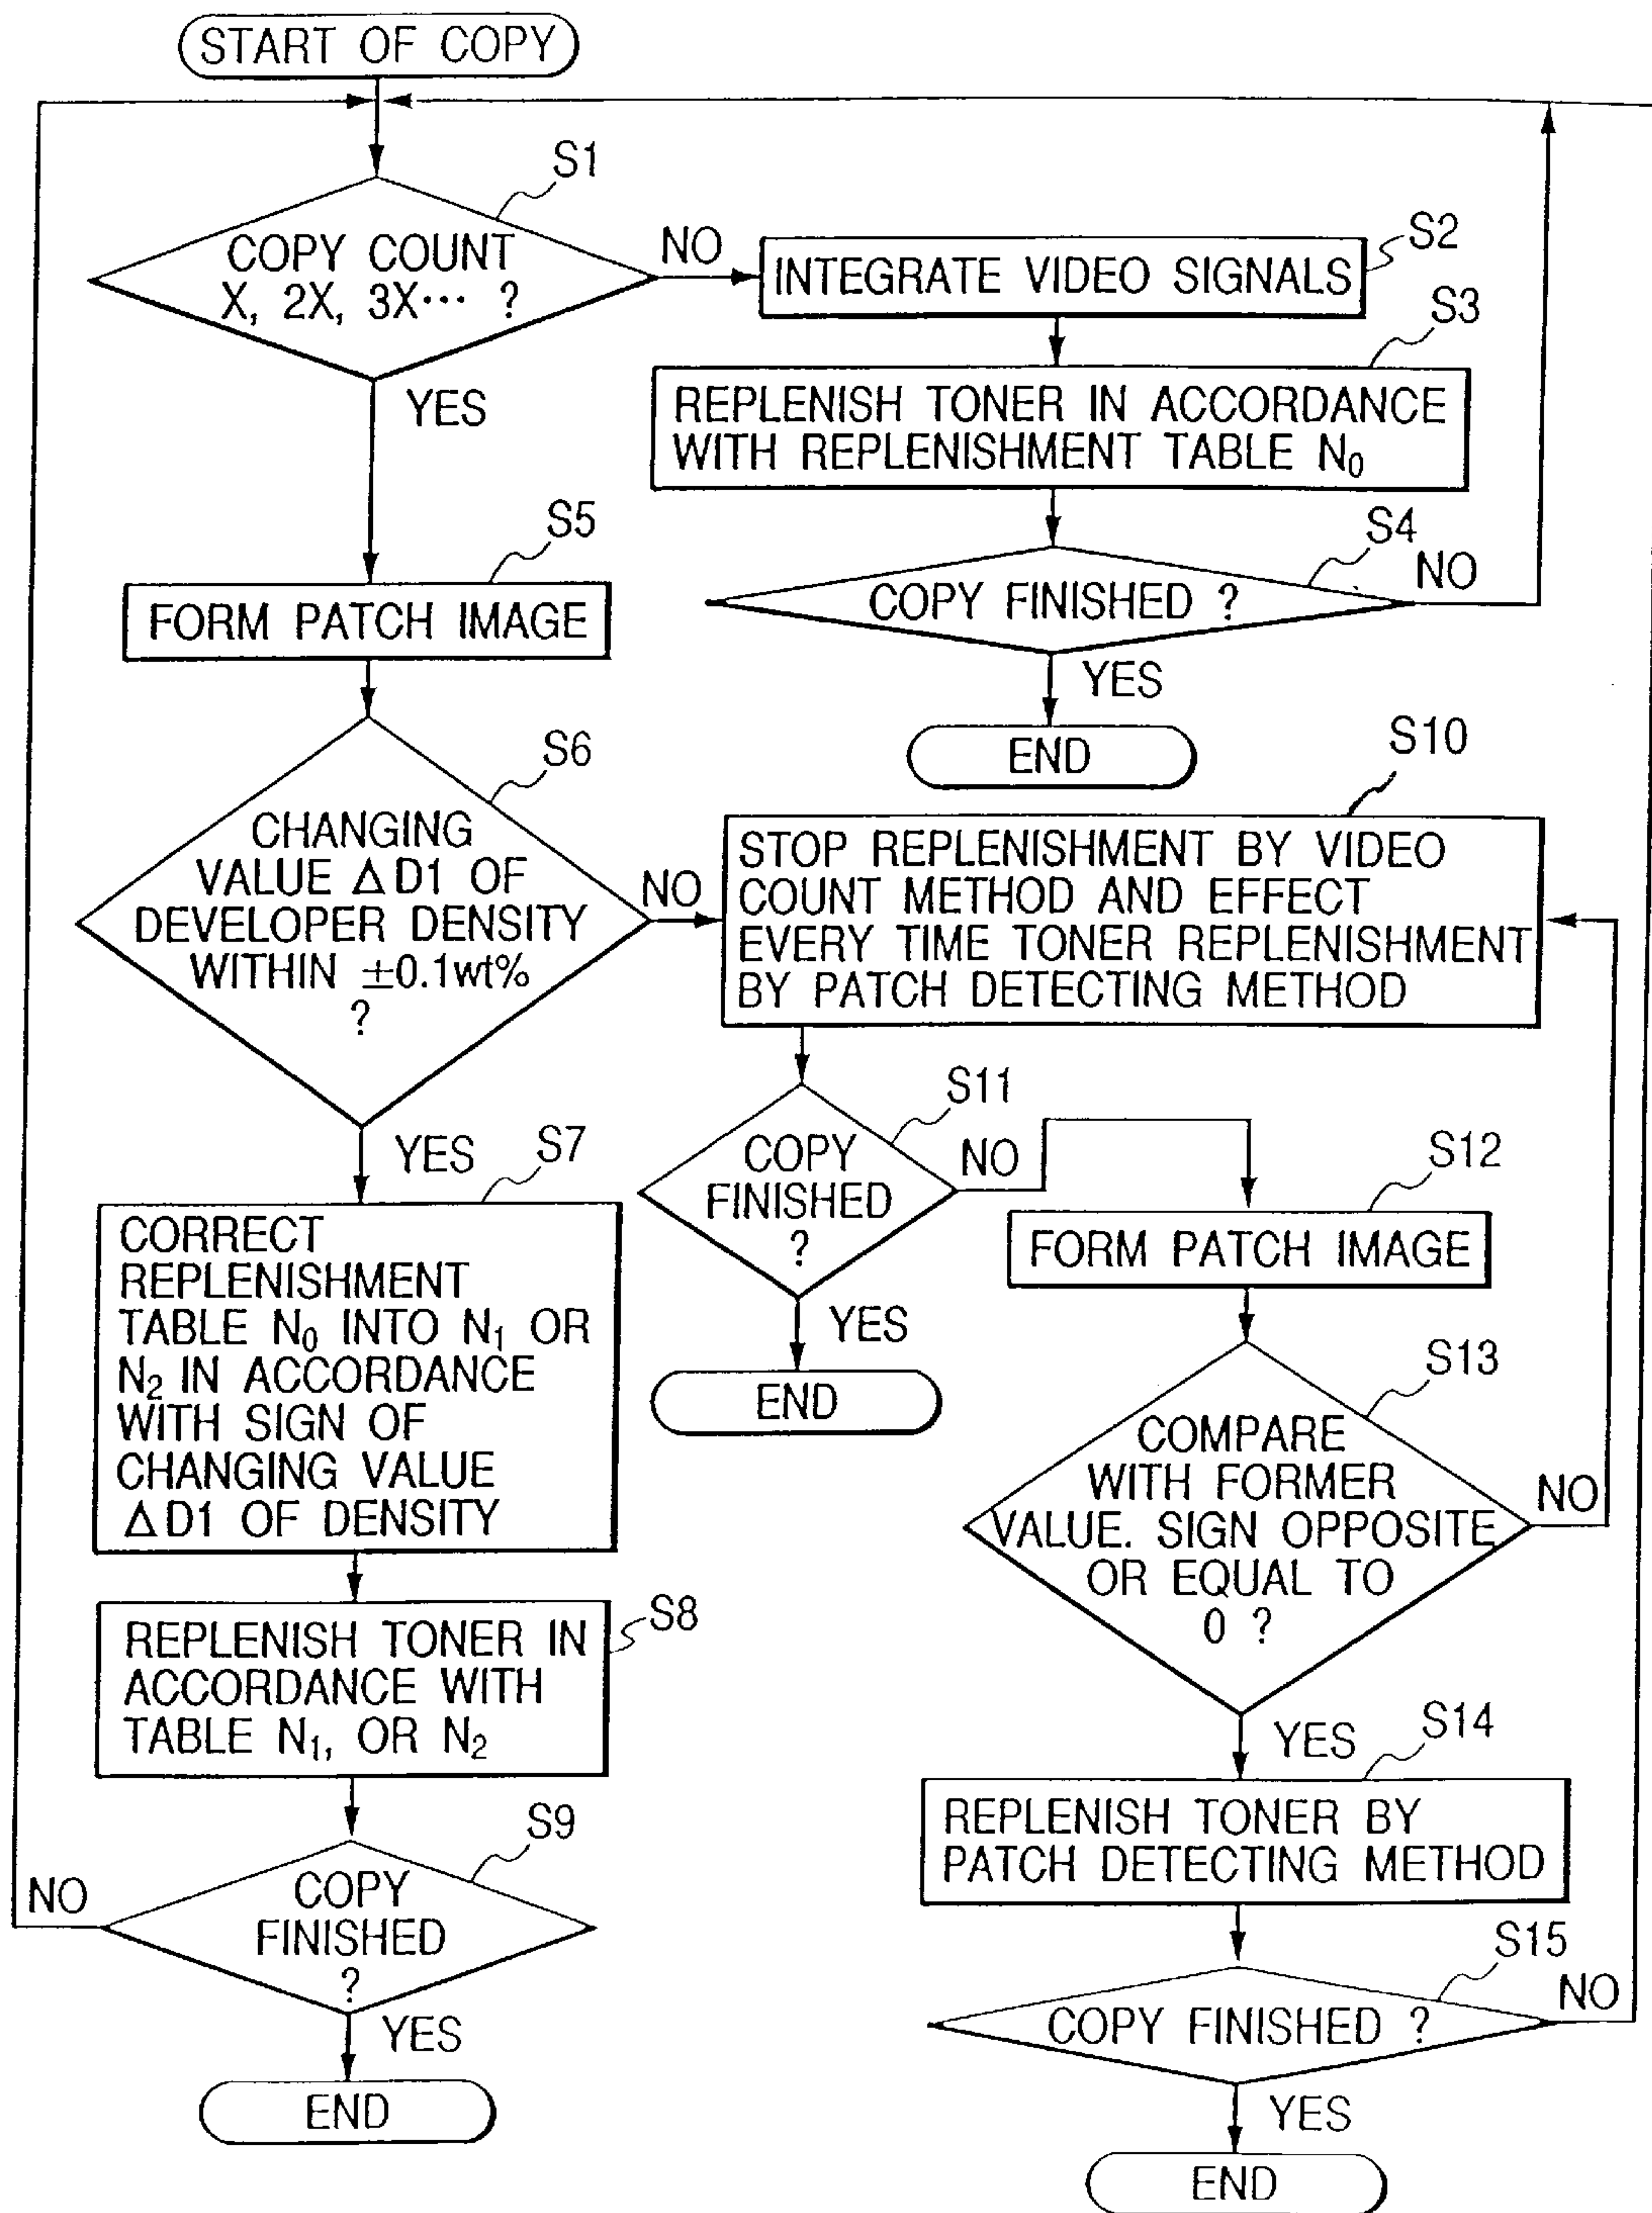 START OF COPY
S1
COPY COUNT
X, 2X, 3X··· ?
NO
YES
S2
INTEGRATE VIDEO SIGNALS
S3
REPLENISH TONER IN ACCORDANCE
WITH REPLENISHMENT TABLE N₀
S4
COPY FINISHED ?
NO
YES
END
S5
FORM PATCH IMAGE
S6
CHANGING
VALUE ΔD1 OF
DEVELOPER DENSITY
WITHIN ±0.1wt%
?
NO
YES
S7
CORRECT
REPLENISHMENT
TABLE N₀ INTO N₁ OR
N₂ IN ACCORDANCE
WITH SIGN OF
CHANGING VALUE
ΔD1 OF DENSITY
S8
REPLENISH TONER IN
ACCORDANCE WITH
TABLE N₁, OR N₂
S9
COPY
FINISHED
?
NO
YES
END
S10
STOP REPLENISHMENT BY VIDEO
COUNT METHOD AND EFFECT
EVERY TIME TONER REPLENISHMENT
BY PATCH DETECTING METHOD
S11
COPY
FINISHED
?
NO
YES
END
S12
FORM PATCH IMAGE
S13
COMPARE
WITH FORMER
VALUE. SIGN OPPOSITE
OR EQUAL TO
0 ?
NO
YES
S14
REPLENISH TONER BY
PATCH DETECTING METHOD
S15
COPY FINISHED ?
NO
YES
END